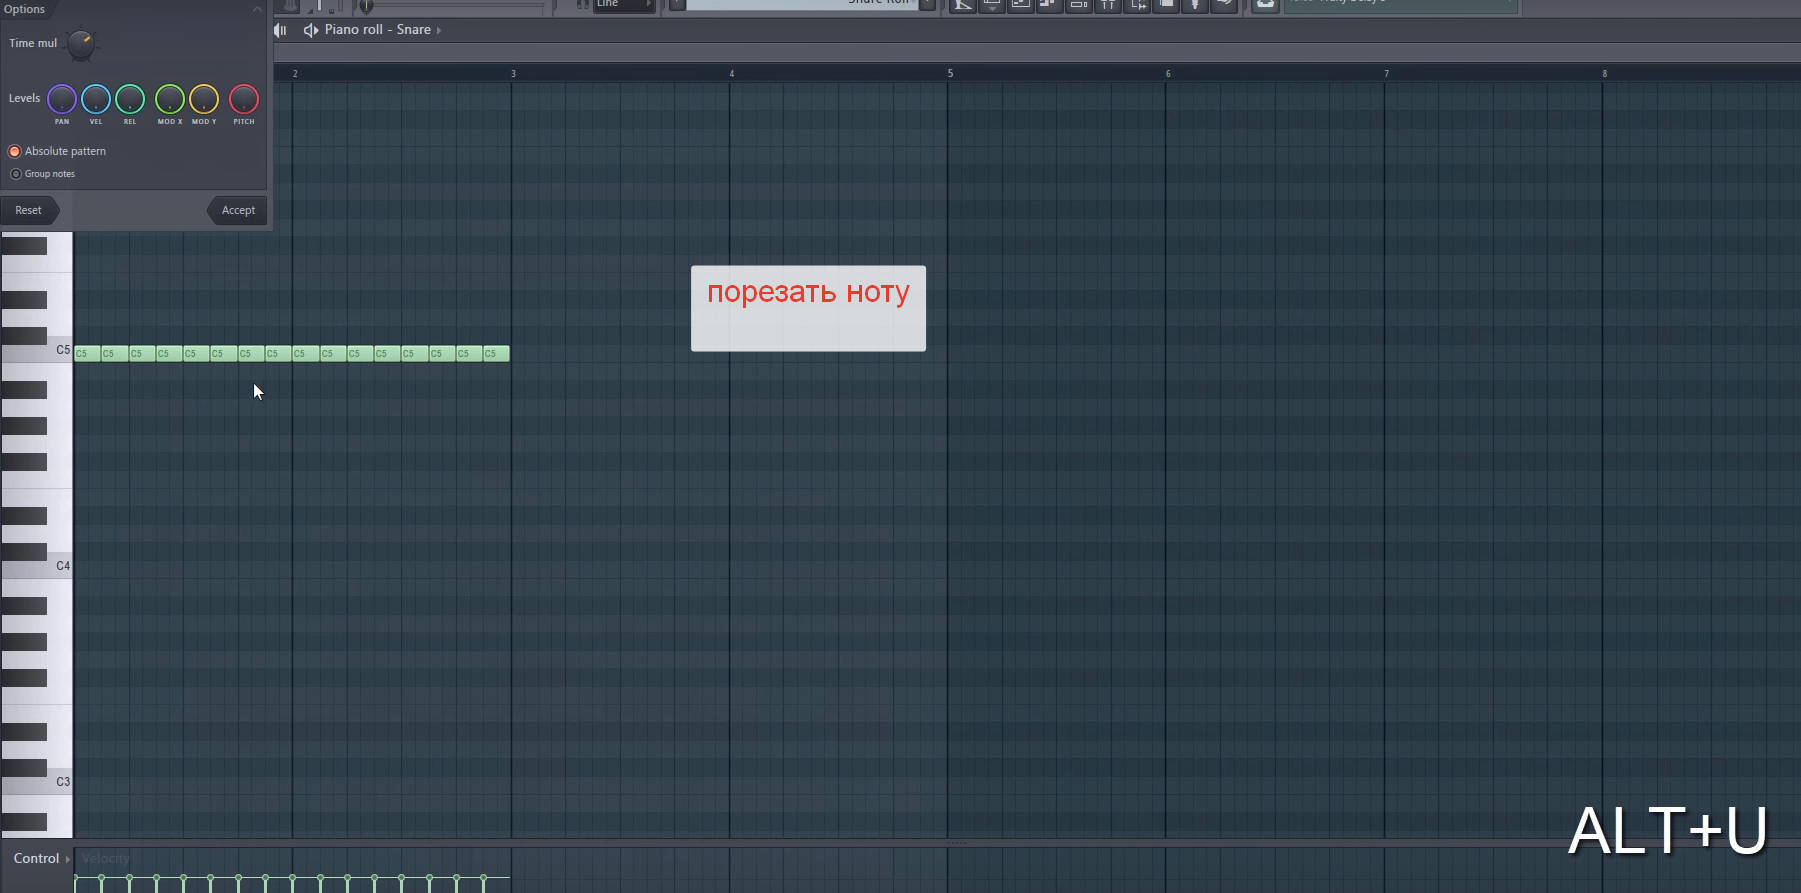 Options
Line
Piano roll - Snare
Time mul
2 3 4 5 6 7 8
Levels
PAN VEL REL MOD X MOD Y PITCH
Absolute pattern
Group notes
Reset Accept
порезать ноту
C5 C5 C5 C5 C5 C5 C5 C5 C5 C5 C5 C5 C5 C5 C5 C5 C5
C4
C3
ALT+U
Control Velocity